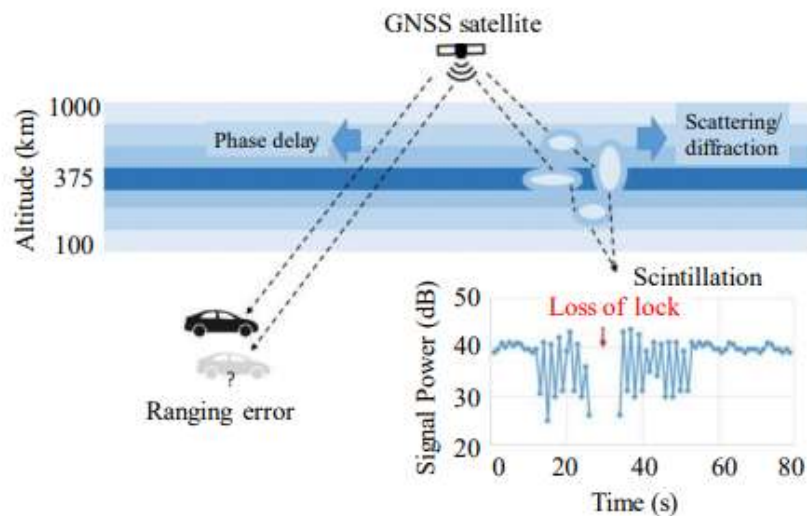 GNSS satellite
1000
Phase delay
Scattering/
diffraction
Altitude (km)
375
100
Scintillation
50
Loss of lock
Signal Power (dB)
40
?
30
Ranging error
20
0 20 40 60 80
Time (s)